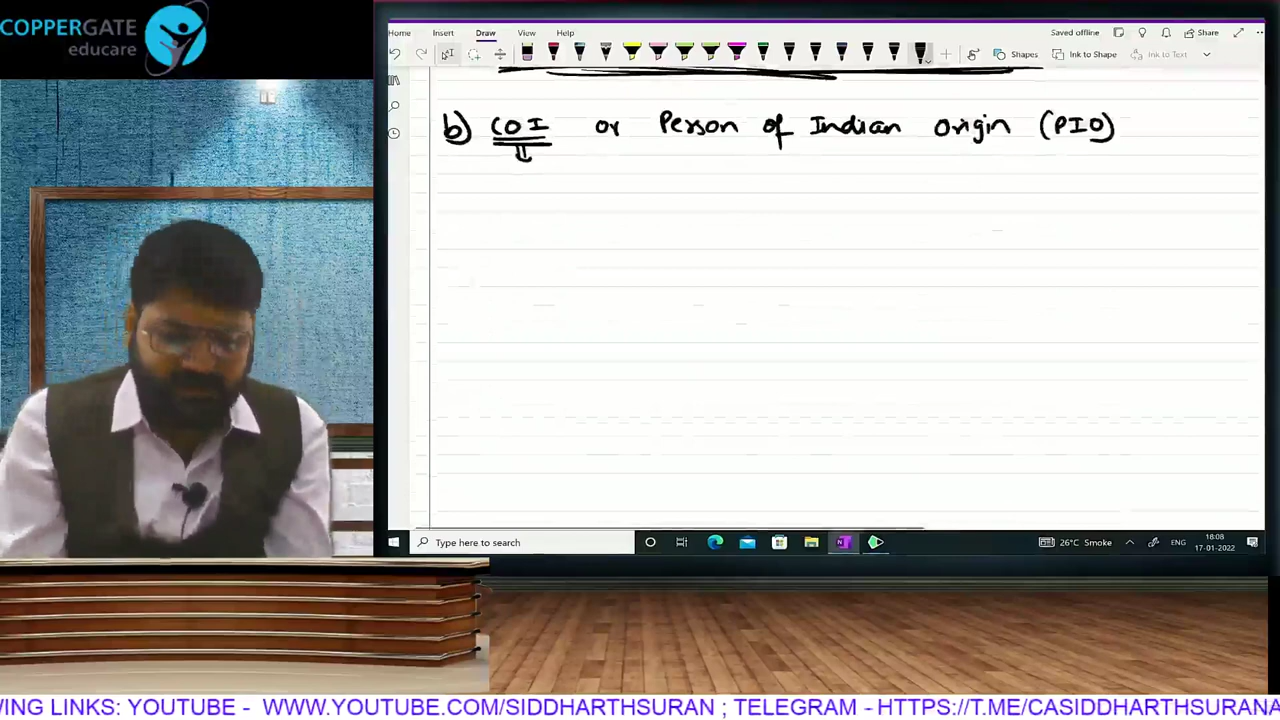 COPPERGATE
educare
Home Insert Draw View Help
Saved offline
Share
Shapes
Ink to Shape
Ink to Text
b) COI or Person of Indian Origin (PIO)
Type here to search
26°C Smoke
ENG
18:08
17-01-2022
WING LINKS: YOUTUBE - WWW.YOUTUBE.COM/SIDDHARTHSURAN ; TELEGRAM - HTTPS://T.ME/CASIDDHARTHSURANA